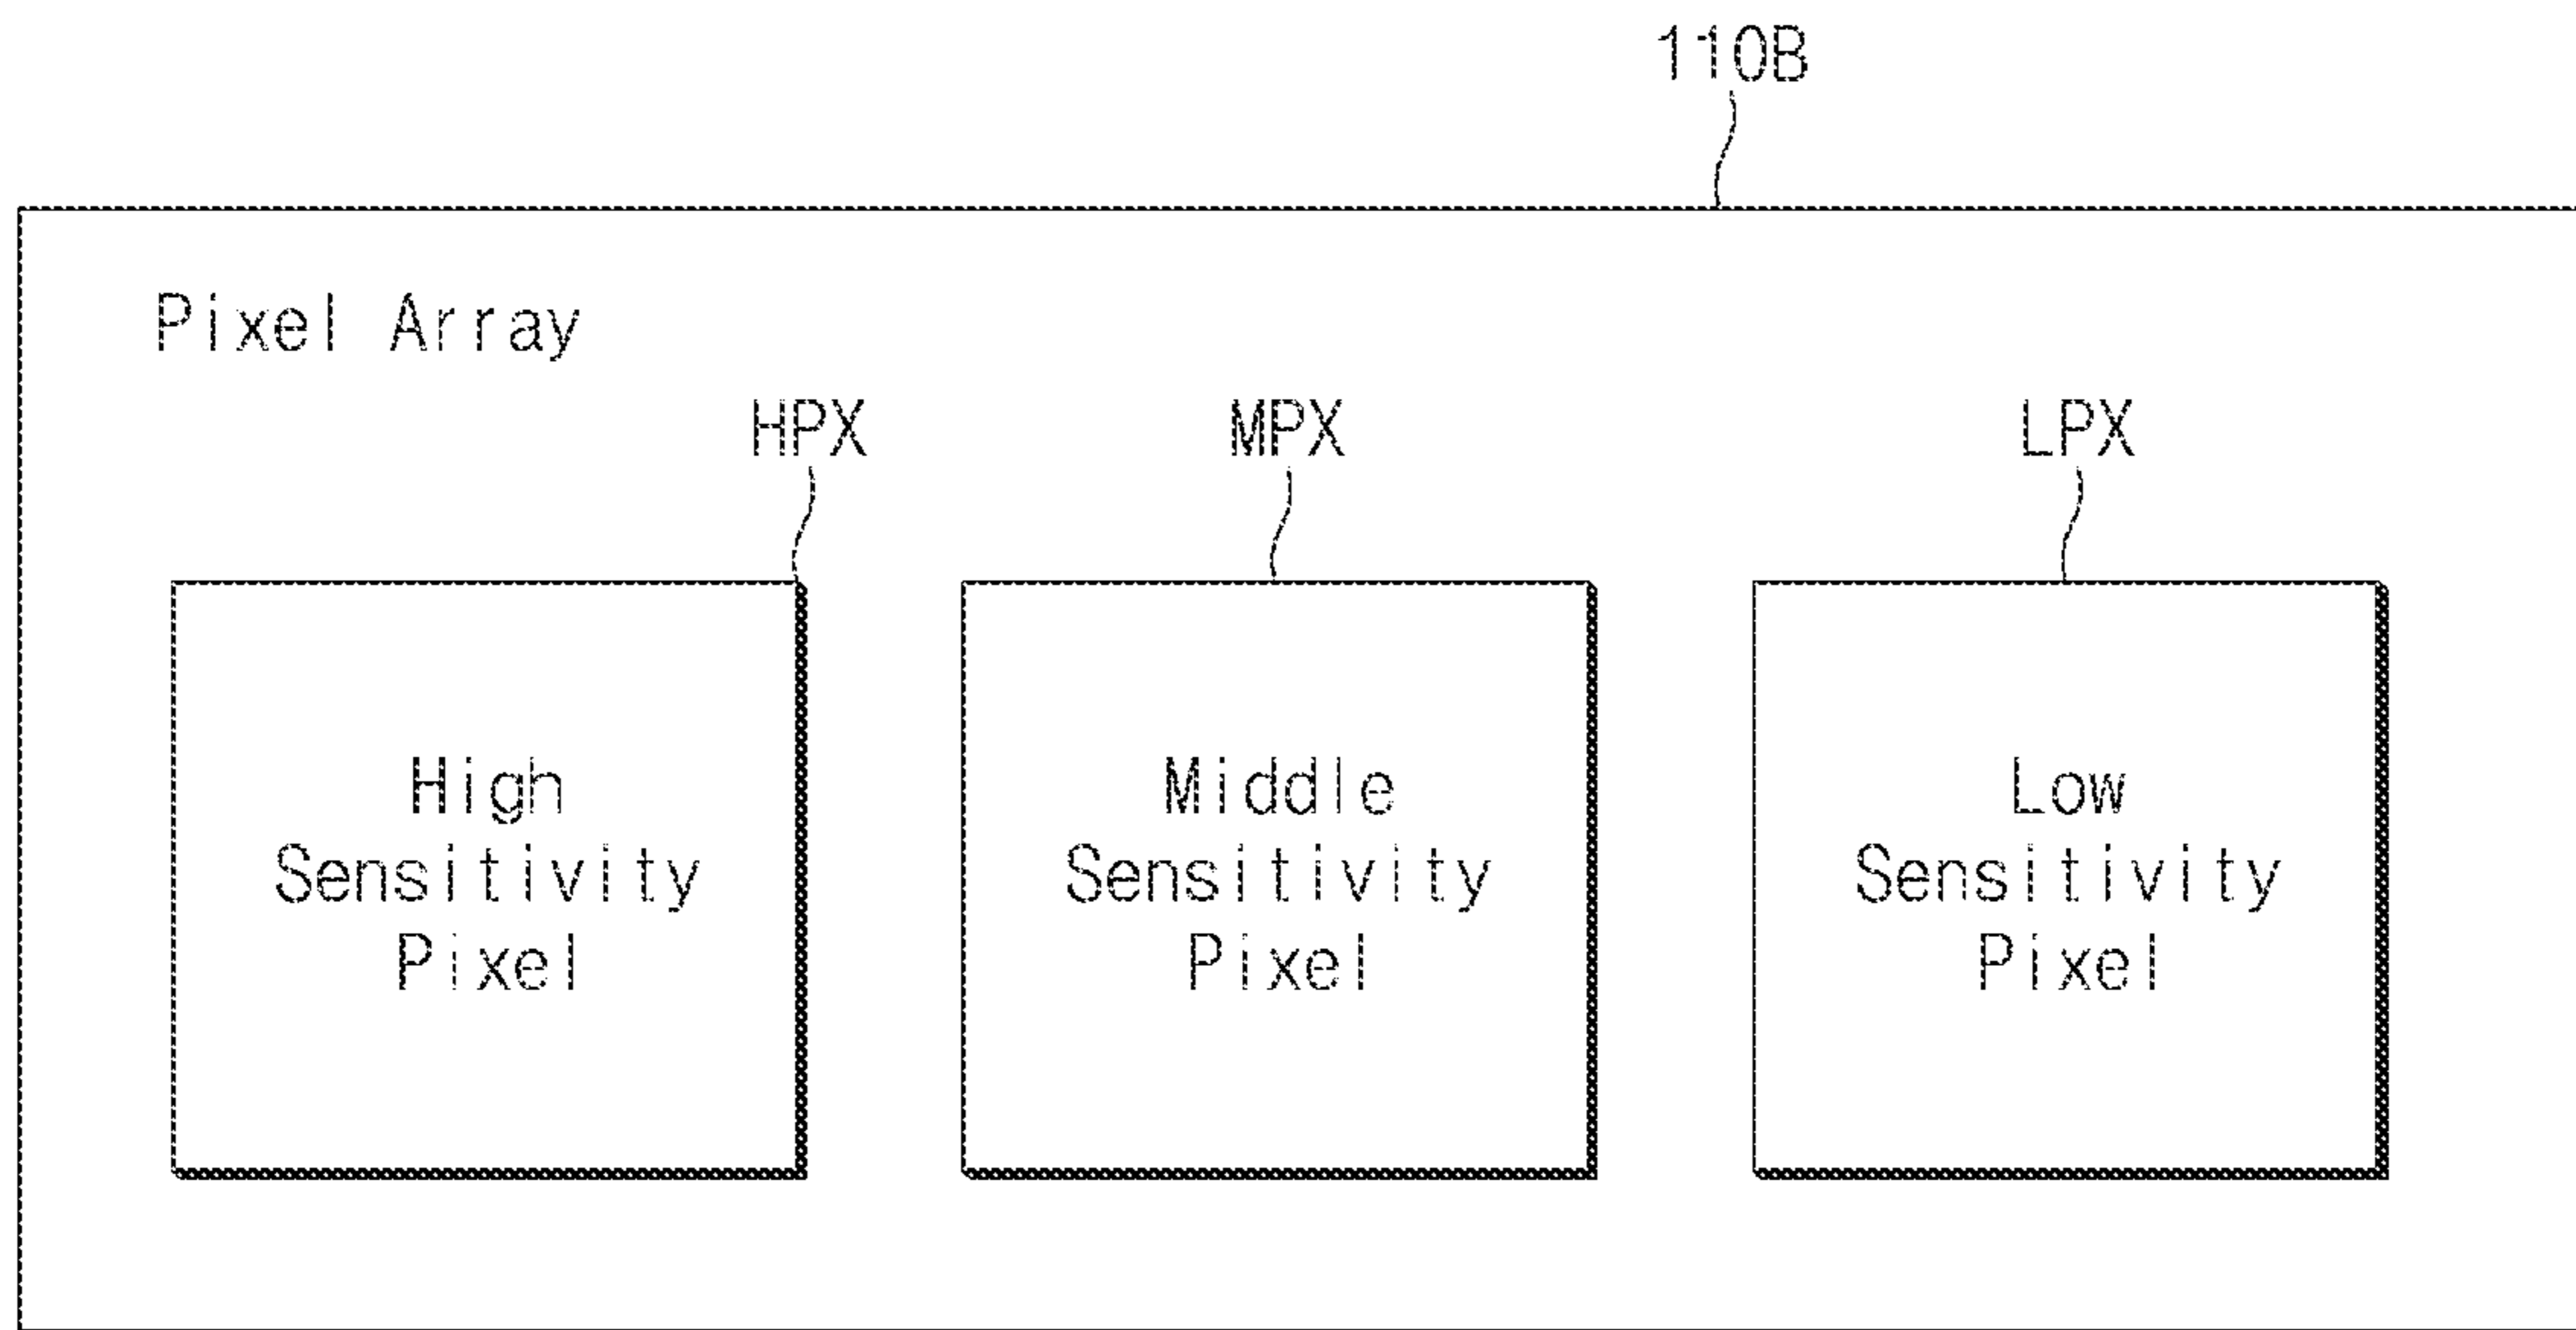 110B
Pixel Array
HPX
MPX
LPX
High
Sensitivity
Pixel
Middle
Sensitivity
Pixel
Low
Sensitivity
Pixel